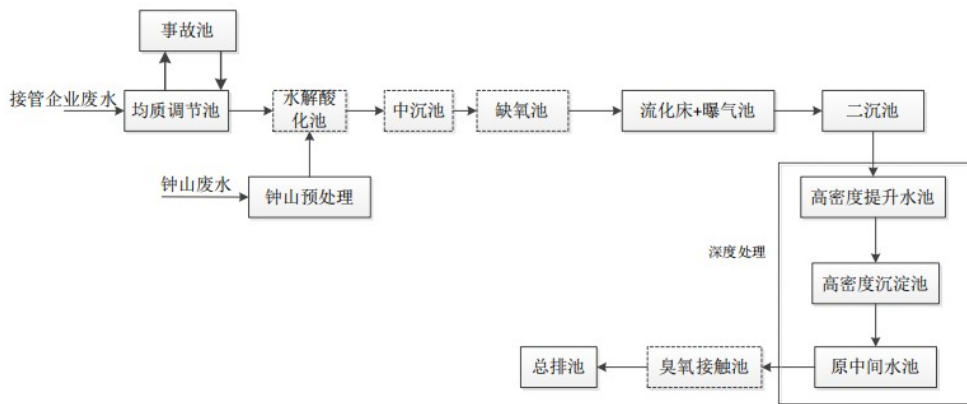 事故池
接管企业废水
均质调节池
水解酸
化池
中沉池
缺氧池
流化床+曝气池
二沉池
钟山废水
钟山预处理
高密度提升水池
深度处理
高密度沉淀池
总排池
臭氧接触池
原中间水池